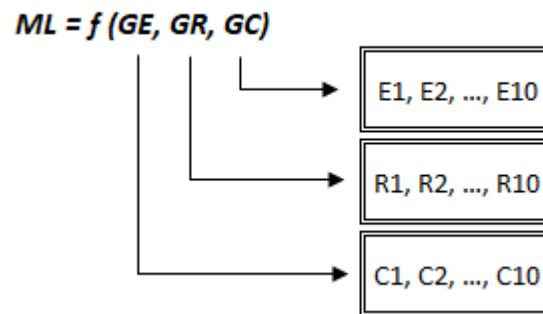 ML = f (GE, GR, GC)
E1, E2, ..., E10
R1, R2, ..., R10
C1, C2, ..., C10